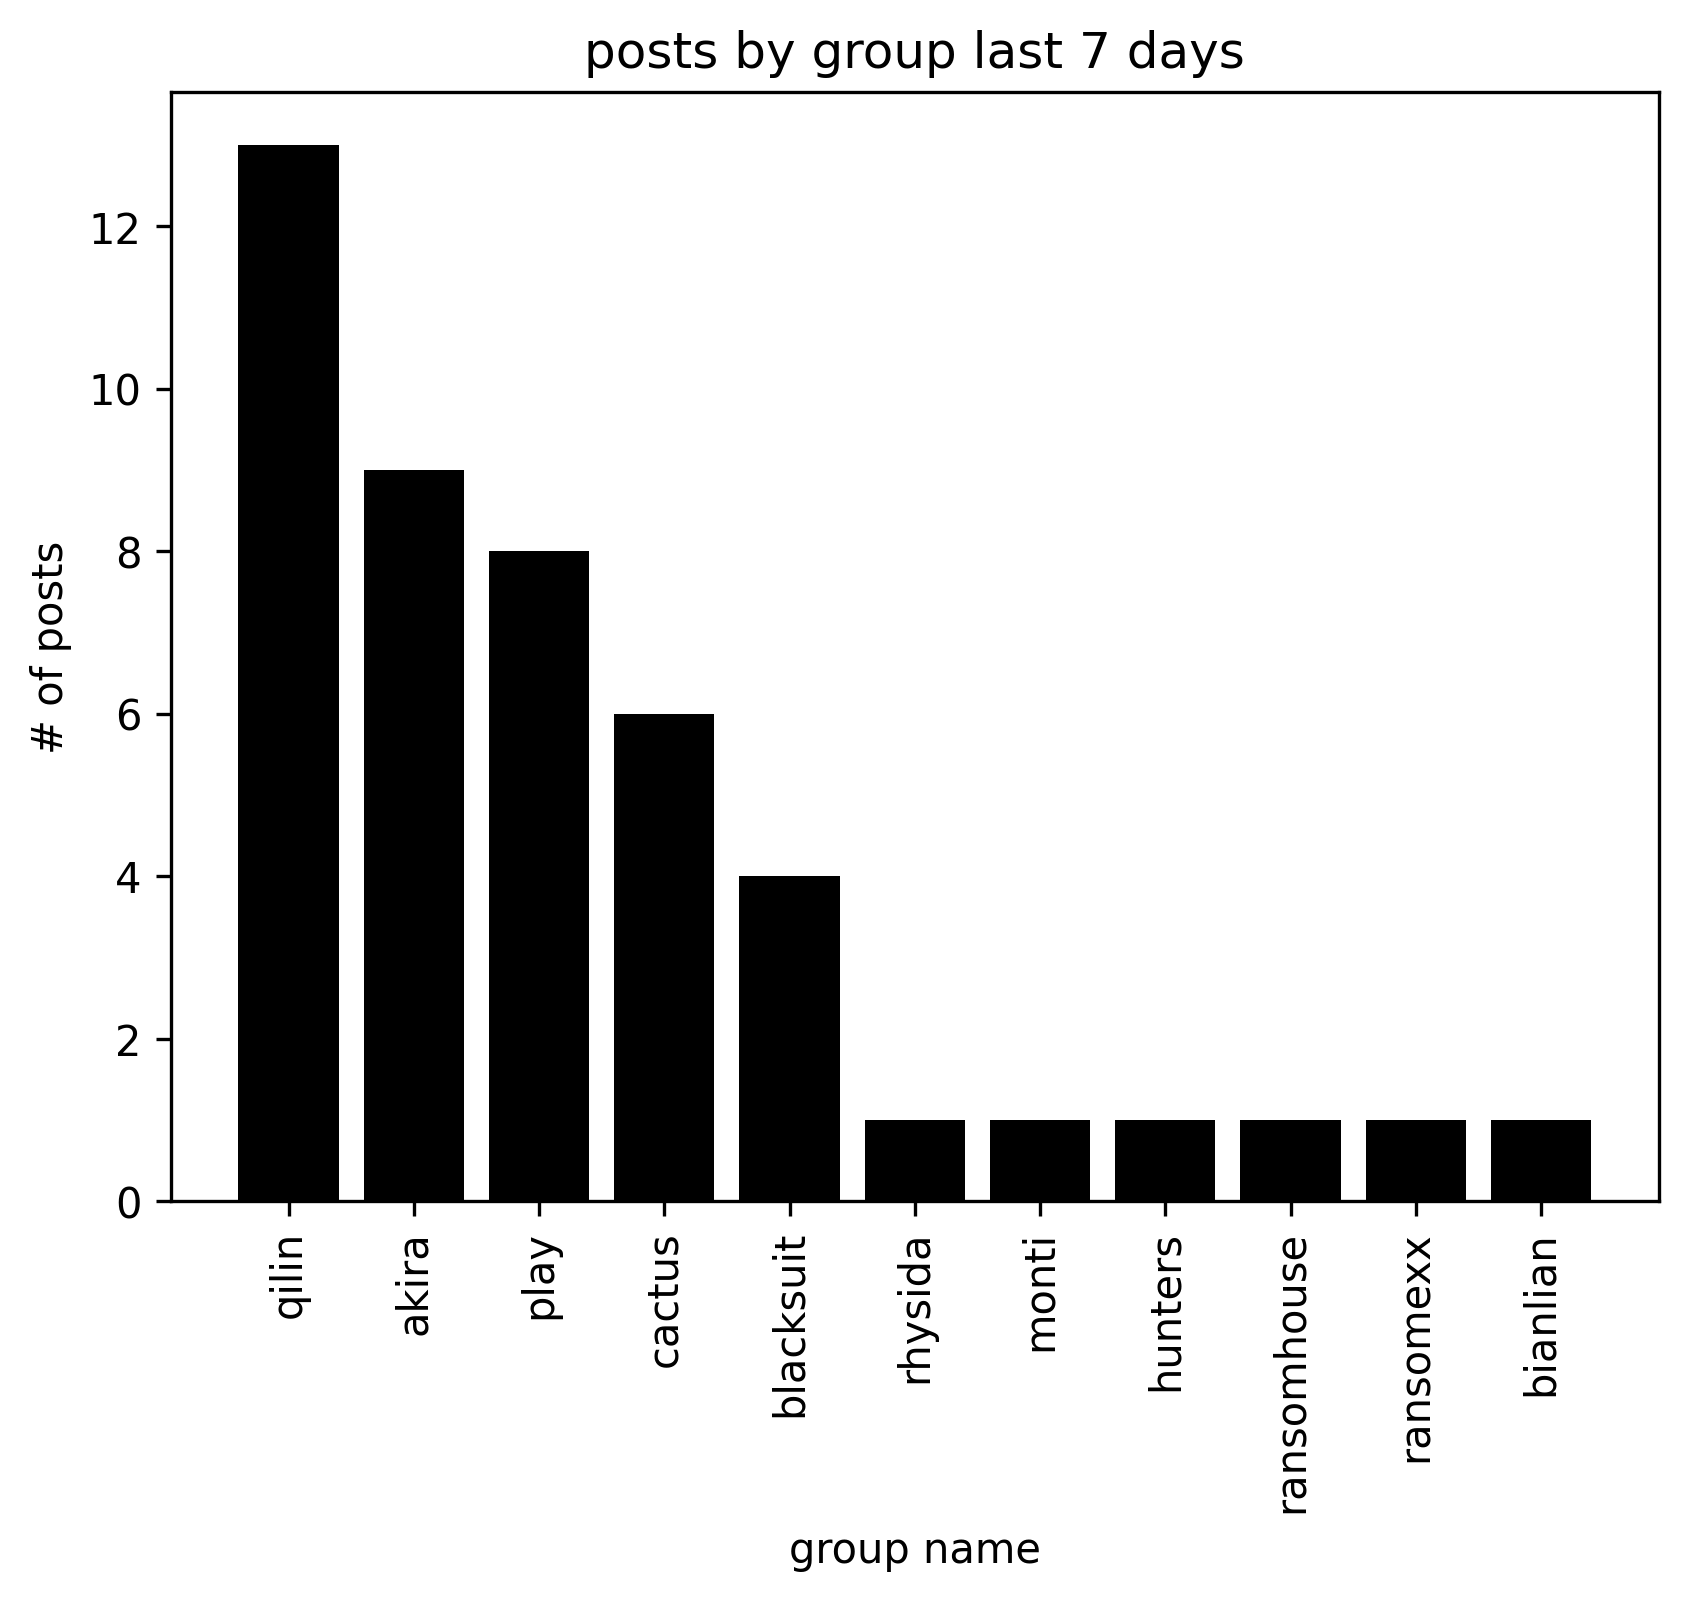 posts by group last 7 days
# of posts
12
10
8
6
4
2
0
qilin
akira
play
cactus
blacksuit
rhysida
monti
hunters
ransomhouse
ransomexx
bianlian
group name